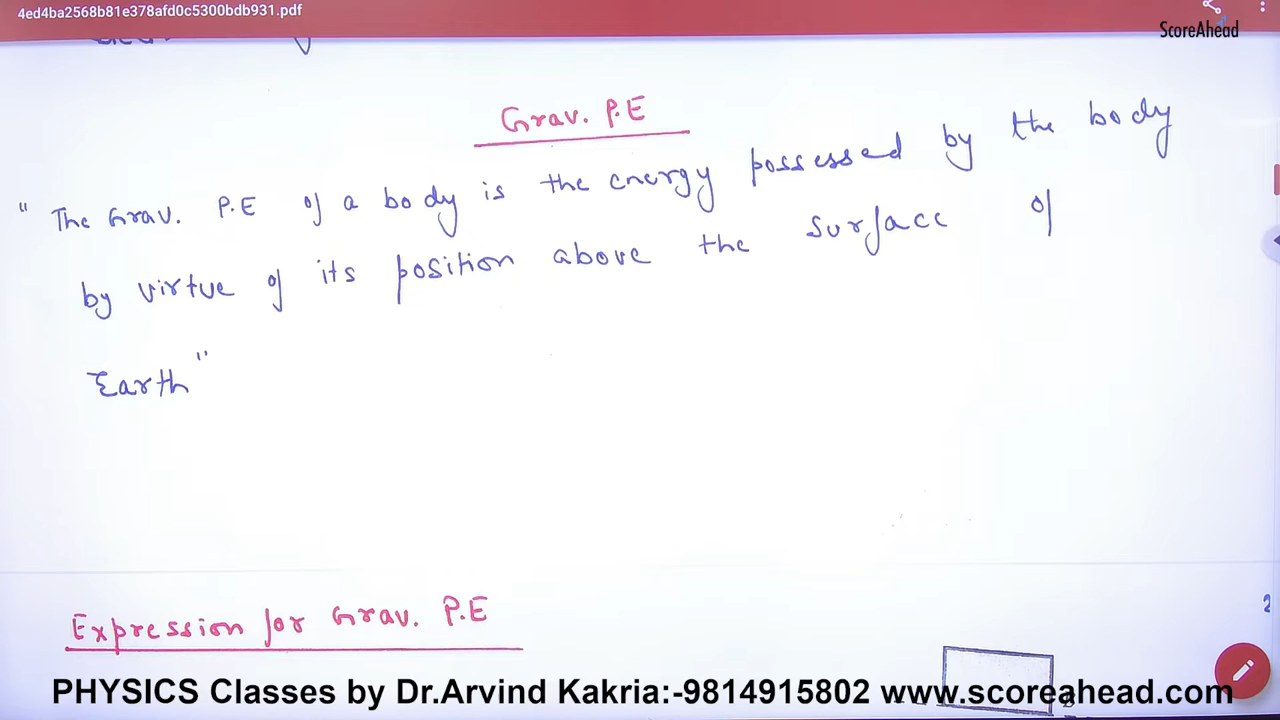 4ed4ba2568b81e378afd0c5300bdb931.pdf
ScoreAhead
Grav. P.E
" The Grav. P.E of a body is the energy possessed by the body
by virtue of its position above the surface of
Earth"
Expression for Grav. P.E
2
B
PHYSICS Classes by Dr.Arvind Kakria:-9814915802 www.scoreahead.com